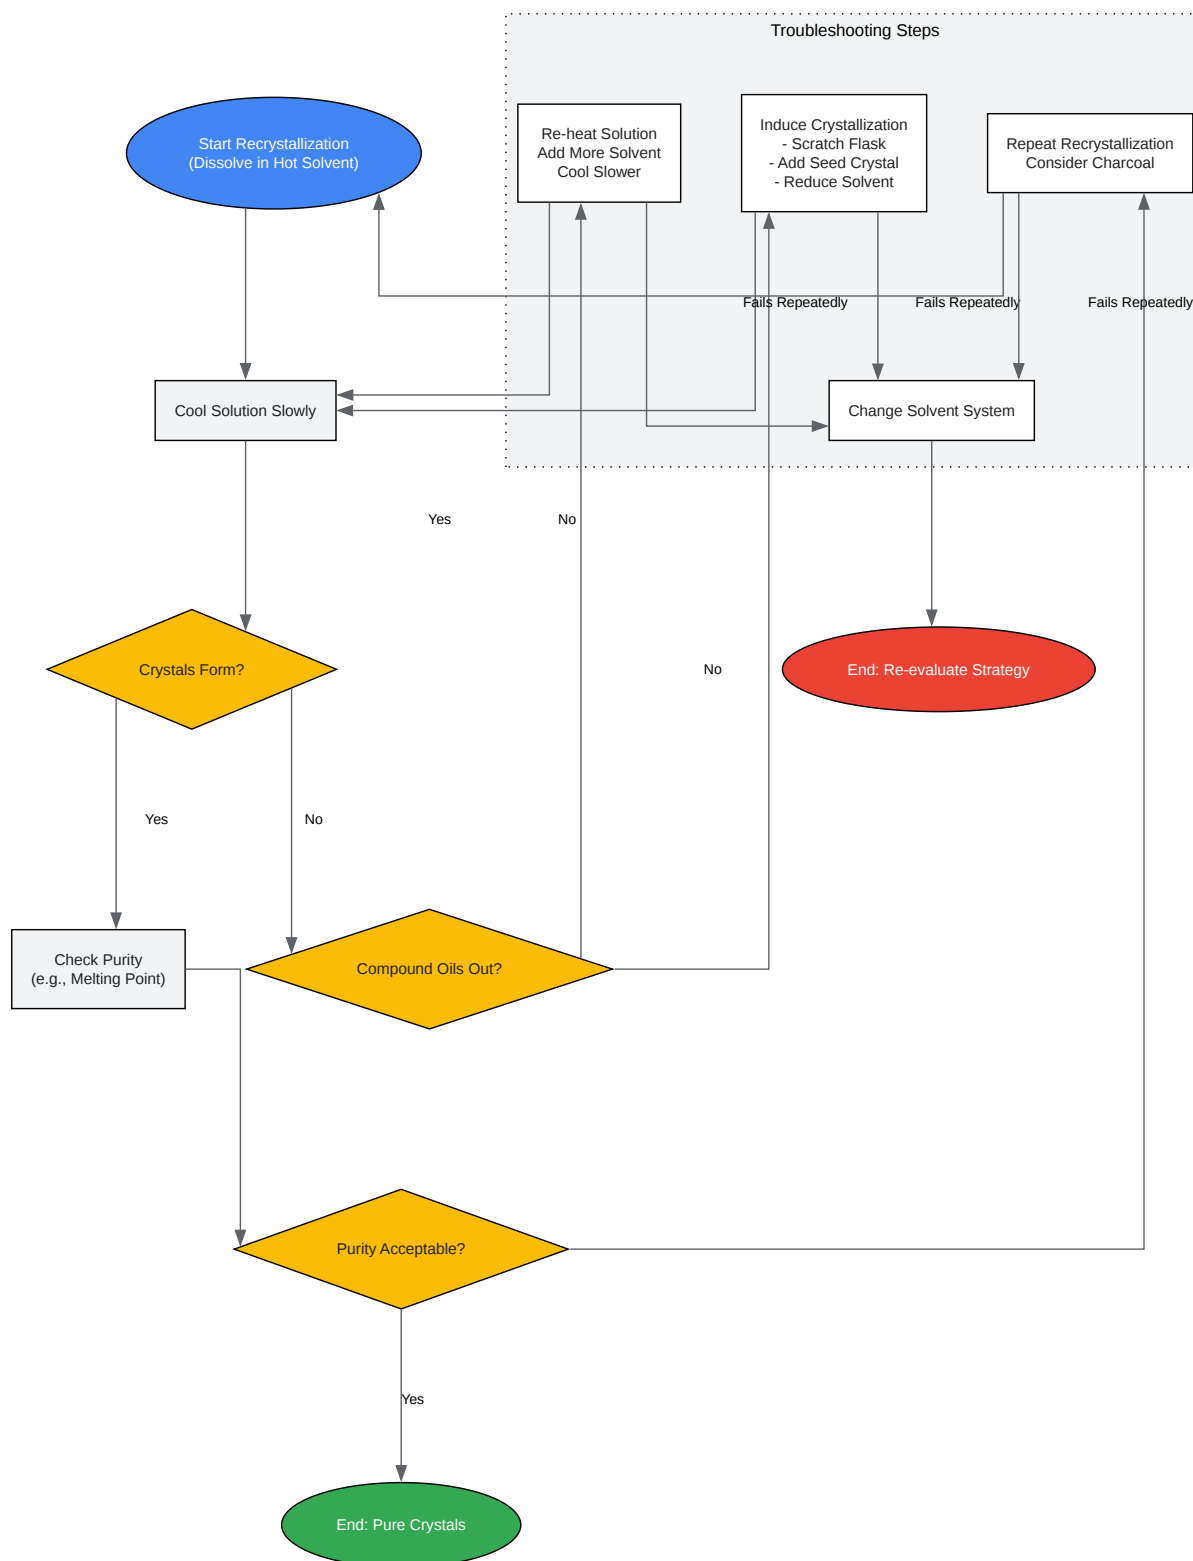 Troubleshooting Steps
Start Recrystallization
(Dissolve in Hot Solvent)
Re-heat Solution
Add More Solvent
Cool Slower
Induce Crystallization
- Scratch Flask
- Add Seed Crystal
- Reduce Solvent
Repeat Recrystallization
Consider Charcoal
Fails Repeatedly
Fails Repeatedly
Fails Repeatedly
Cool Solution Slowly
Change Solvent System
Yes
No
Crystals Form?
No
End: Re-evaluate Strategy
Yes
No
Check Purity
(e.g., Melting Point)
Compound Oils Out?
Purity Acceptable?
Yes
End: Pure Crystals